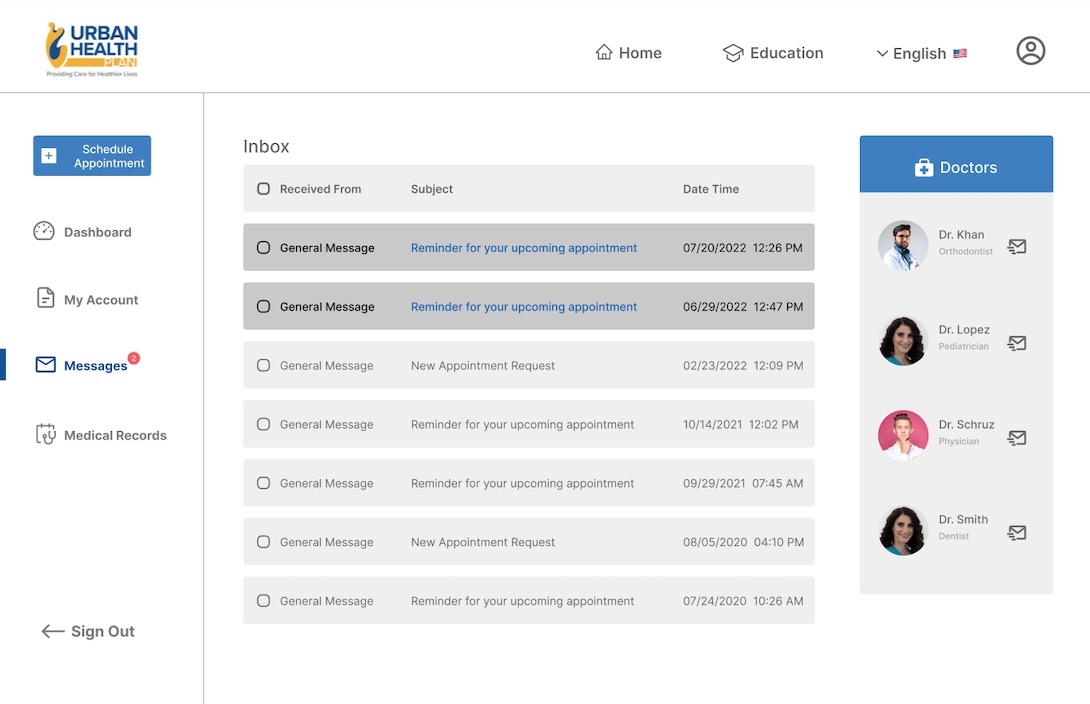 URBAN
HEALTH
PLAN
Providing Care for Healthier Lives
Home
Education
English
Schedule
Appointment
Dashboard
My Account
Messages 2
Medical Records
Sign Out
Inbox
Received From Subject Date Time
General Message Reminder for your upcoming appointment 07/20/2022 12:26 PM
General Message Reminder for your upcoming appointment 06/29/2022 12:47 PM
General Message New Appointment Request 02/23/2022 12:09 PM
General Message Reminder for your upcoming appointment 10/14/2021 12:02 PM
General Message Reminder for your upcoming appointment 09/29/2021 07:45 AM
General Message New Appointment Request 08/05/2020 04:10 PM
General Message Reminder for your upcoming appointment 07/24/2020 10:26 AM
Doctors
Dr. Khan
Orthodontist
Dr. Lopez
Pediatrician
Dr. Schruz
Physician
Dr. Smith
Dentist